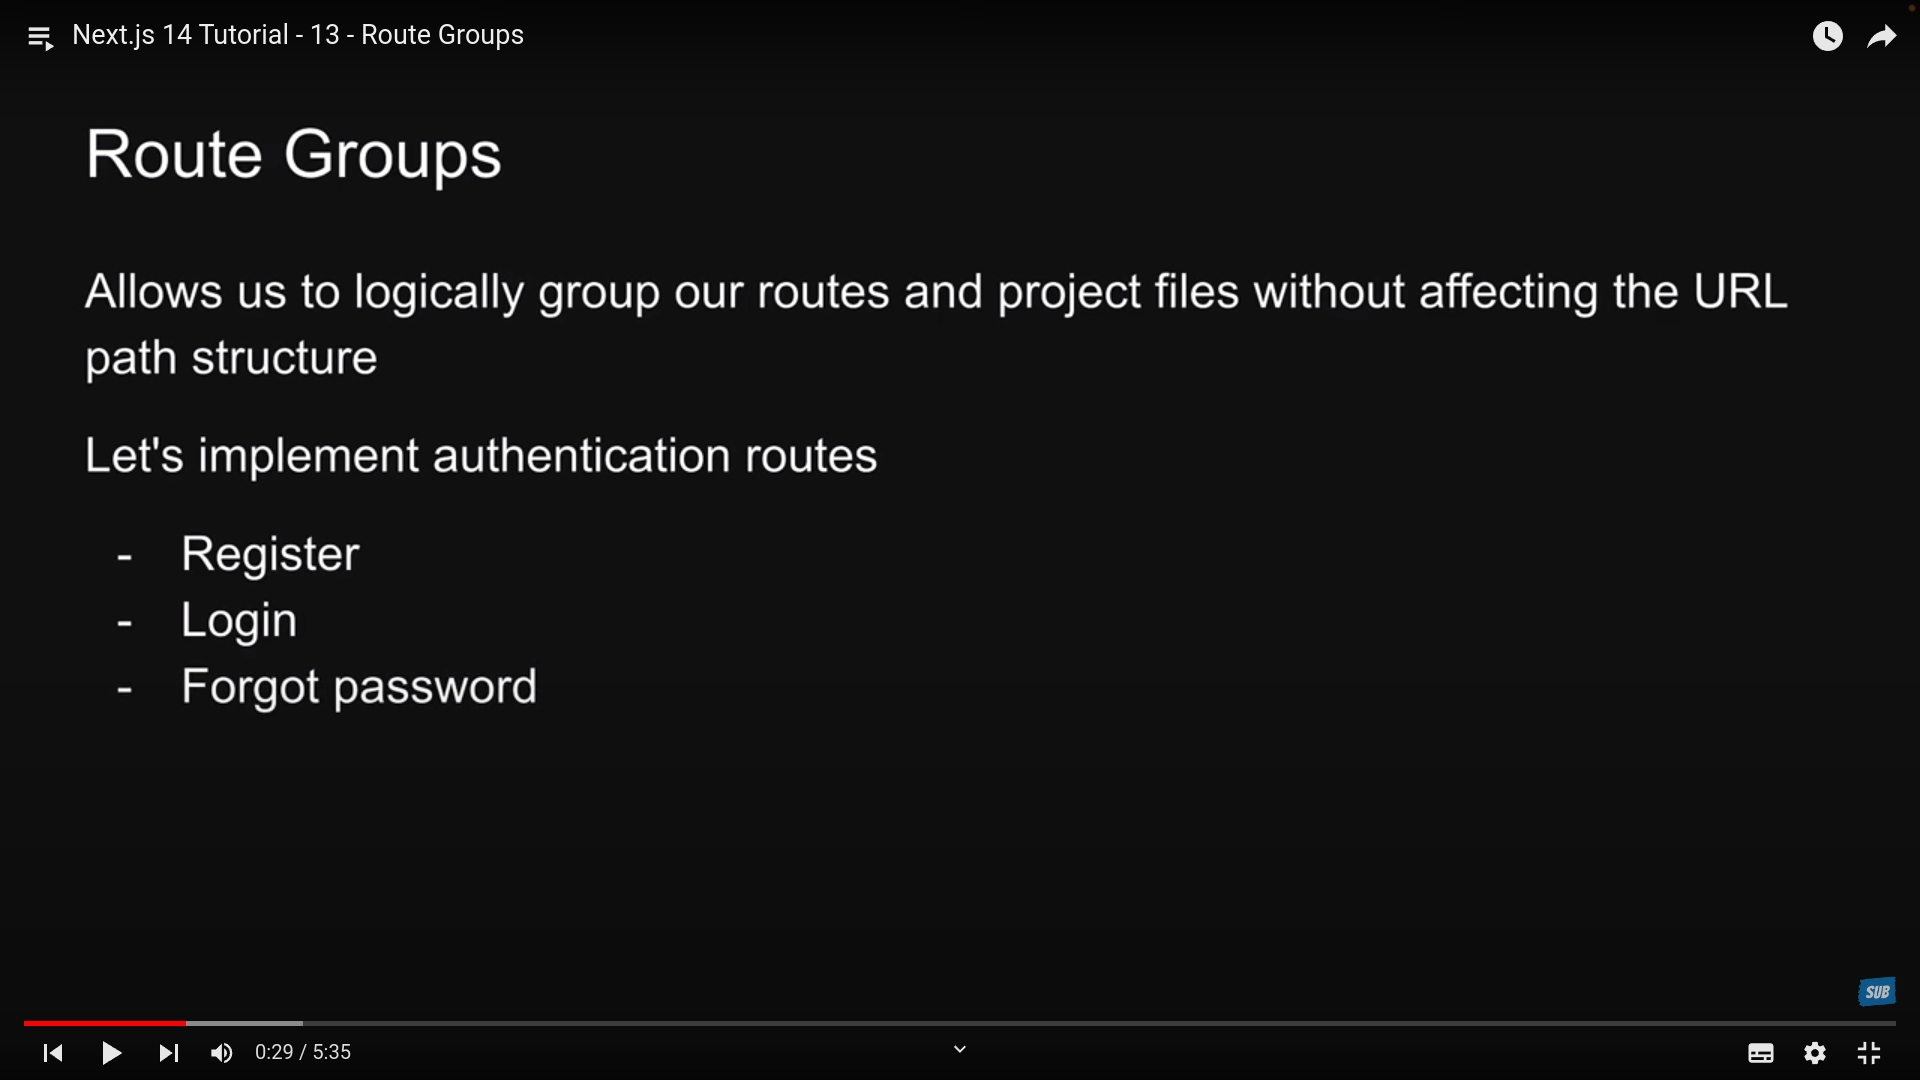 Next.js 14 Tutorial - 13 - Route Groups
Route Groups
Allows us to logically group our routes and project files without affecting the URL
path structure
Let's implement authentication routes
- Register
- Login
- Forgot password
SUB
0:29 / 5:35